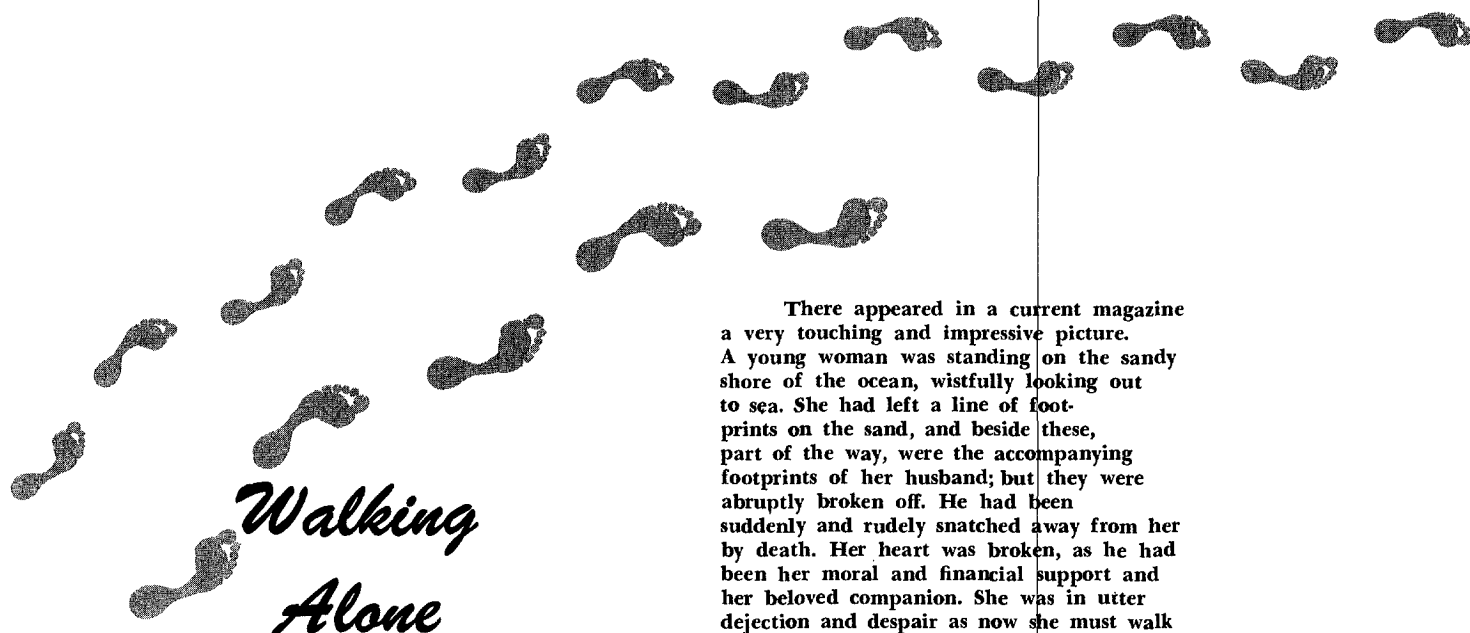 Walking
Alone
There appeared in a current magazine
a very touching and impressive picture.
A young woman was standing on the sandy
shore of the ocean, wistfully looking out
to sea. She had left a line of foot-
prints on the sand, and beside these,
part of the way, were the accompanying
footprints of her husband; but they were
abruptly broken off. He had been
suddenly and rudely snatched away from her
by death. Her heart was broken, as he had
been her moral and financial support and
her beloved companion. She was in utter
dejection and despair as now she must walk